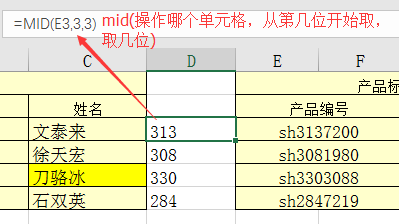 =MID(E3,3,3)
mid(操作哪个单元格，从第几位开始取，
取几位)
C D E F
产品标
姓名 产品编号
文泰来 313 sh3137200
徐天宏 308 sh3081980
刀骆冰 330 sh3303088
石双英 284 sh2847219